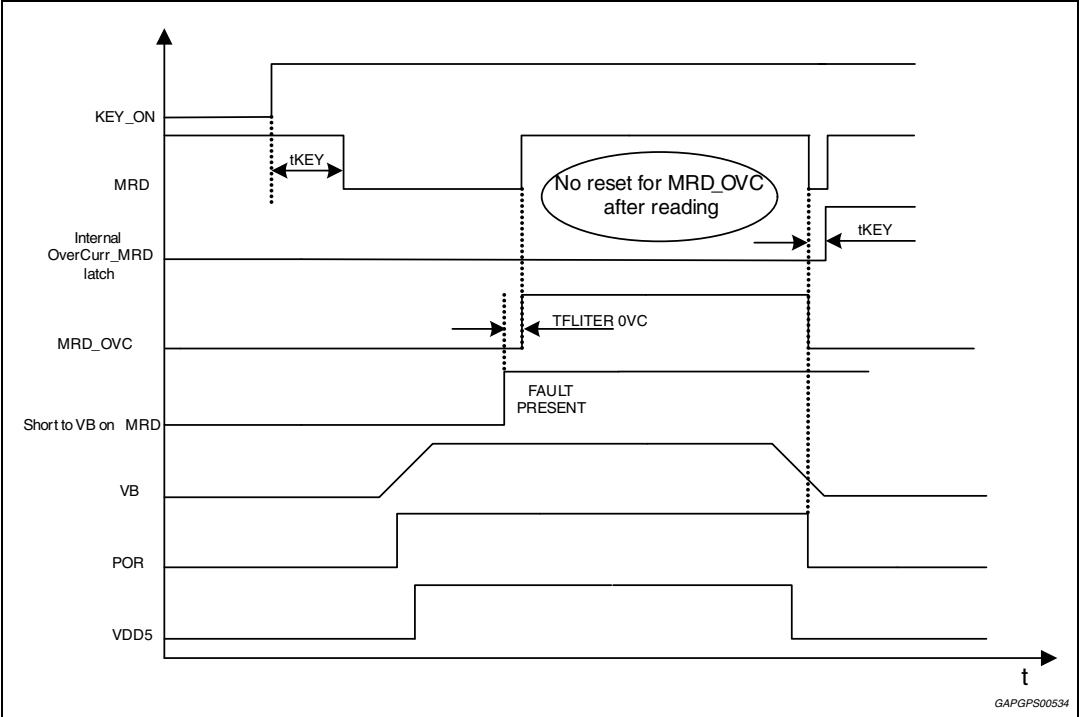 KEY_ON
tKEY
MRD
No reset for MRD_OVC
after reading
Internal
OverCurr_MRD
latch
tKEY
TFLITER 0VC
MRD_OVC
FAULT
PRESENT
Short to VB on MRD
VB
POR
VDD5
t
GAPGPS00534